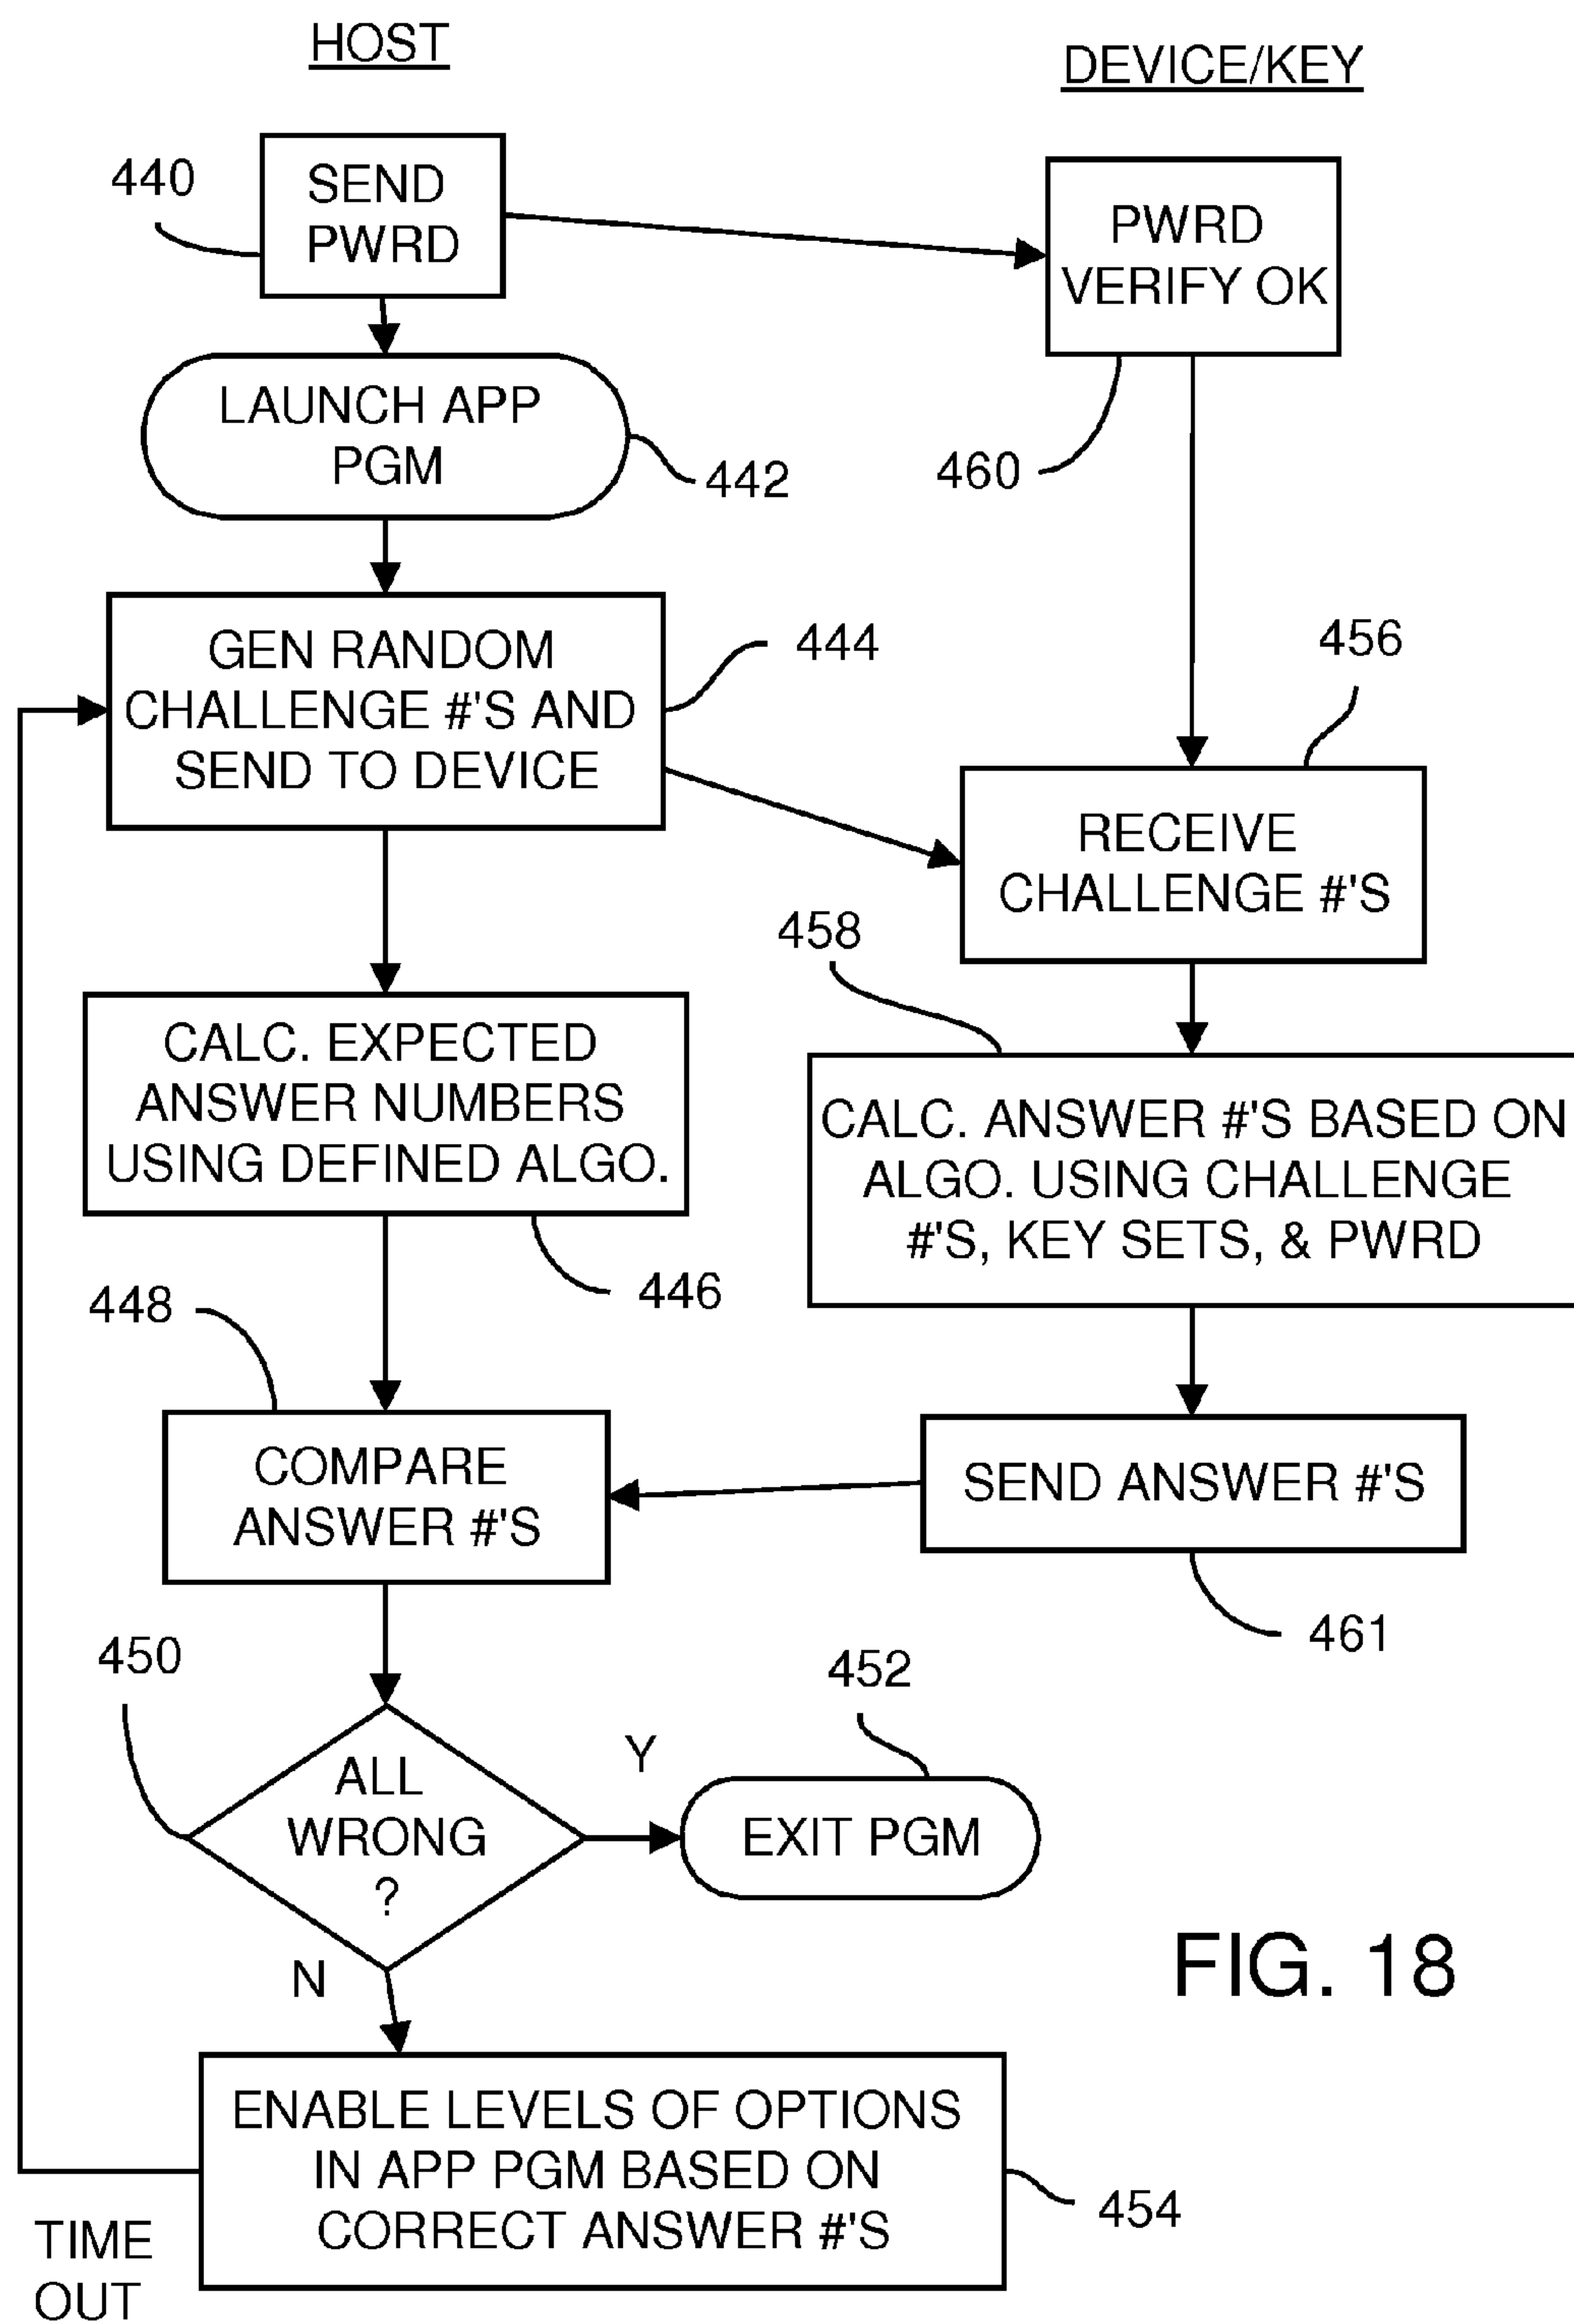 HOST
DEVICE/KEY
440
SEND
PWRD
PWRD
VERIFY OK
460
LAUNCH APP
PGM
442
GEN RANDOM
CHALLENGE #'S AND
SEND TO DEVICE
444
456
RECEIVE
CHALLENGE #'S
458
CALC. EXPECTED
ANSWER NUMBERS
USING DEFINED ALGO.
446
CALC. ANSWER #'S BASED ON
ALGO. USING CHALLENGE
#'S, KEY SETS, & PWRD
448
COMPARE
ANSWER #'S
SEND ANSWER #'S
461
450
ALL
WRONG
?
Y
452
EXIT PGM
N
FIG. 18
ENABLE LEVELS OF OPTIONS
IN APP PGM BASED ON
CORRECT ANSWER #'S
454
TIME
OUT